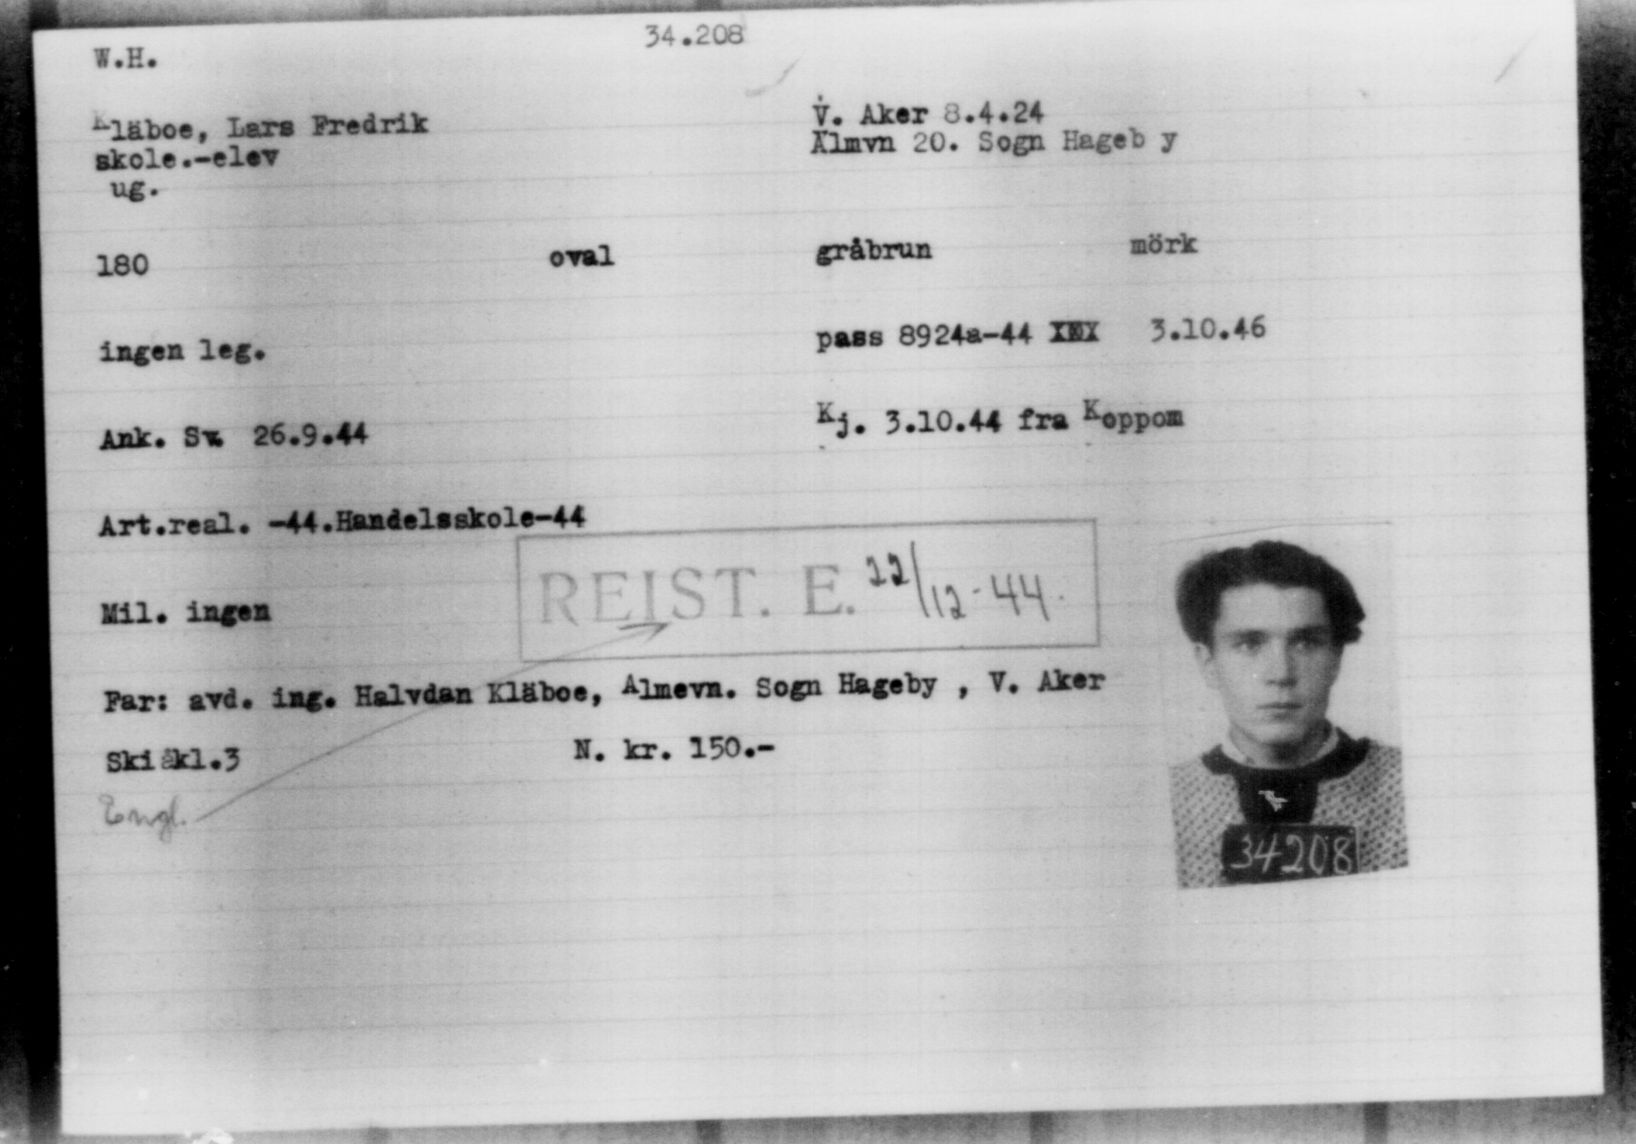 34.208
W.H.
Kläboe, Lars Fredrik
V. Aker 8.4.24
skole.-elev
Älmvn 20. Sogn Hageb y
ug.
180 oval gråbrun mörk
ingen leg. pass 8924a-44 XXX 3.10.46
Ank. Sv. 26.9.44 Kj. 3.10.44 fra Koppom
Art.real. -44.Handelsskole-44
REIST. E. 22/12-44.
Mil. ingen
Far: avd. ing. Halvdan Kläboe, Almevn. Sogn Hageby , V. Aker
Ski åkl.3 N. kr. 150.-
Engl.
34208